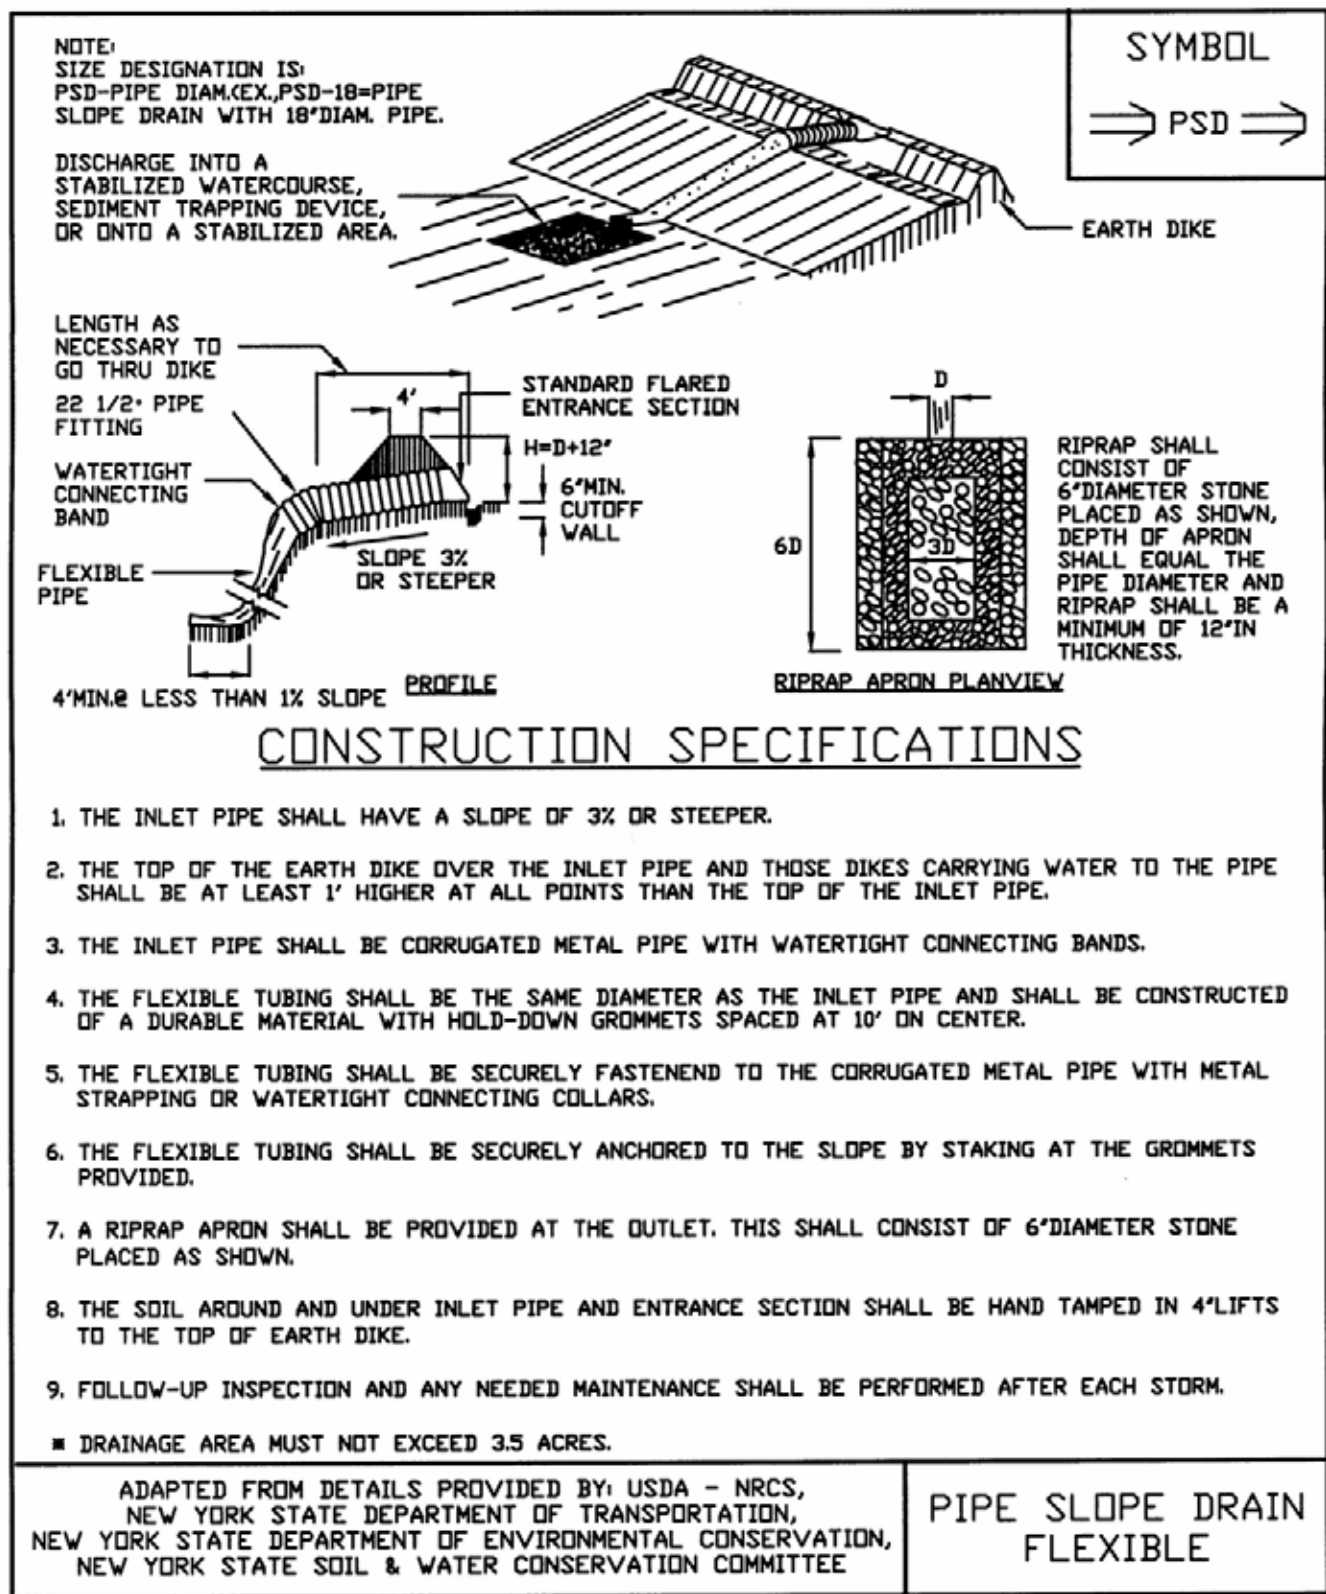 NOTE:
SIZE DESIGNATION IS:
PSD-PIPE DIAM.(EX.,PSD-18=PIPE
SLOPE DRAIN WITH 18"DIAM. PIPE.
SYMBOL
PSD
DISCHARGE INTO A
STABILIZED WATERCOURSE,
SEDIMENT TRAPPING DEVICE,
OR ONTO A STABILIZED AREA.
EARTH DIKE
LENGTH AS
NECESSARY TO
GO THRU DIKE
22 1/2° PIPE
FITTING
WATERTIGHT
CONNECTING
BAND
FLEXIBLE
PIPE
4'
STANDARD FLARED
ENTRANCE SECTION
H=D+12"
6"MIN.
CUTOFF
WALL
SLOPE 3%
OR STEEPER
4'MIN.@ LESS THAN 1% SLOPE
PROFILE
D
6D
3D
RIPRAP SHALL
CONSIST OF
6"DIAMETER STONE
PLACED AS SHOWN,
DEPTH OF APRON
SHALL EQUAL THE
PIPE DIAMETER AND
RIPRAP SHALL BE A
MINIMUM OF 12"IN
THICKNESS.
RIPRAP APRON PLANVIEW
CONSTRUCTION SPECIFICATIONS
1. THE INLET PIPE SHALL HAVE A SLOPE OF 3% OR STEEPER.
2. THE TOP OF THE EARTH DIKE OVER THE INLET PIPE AND THOSE DIKES CARRYING WATER TO THE PIPE
SHALL BE AT LEAST 1' HIGHER AT ALL POINTS THAN THE TOP OF THE INLET PIPE.
3. THE INLET PIPE SHALL BE CORRUGATED METAL PIPE WITH WATERTIGHT CONNECTING BANDS.
4. THE FLEXIBLE TUBING SHALL BE THE SAME DIAMETER AS THE INLET PIPE AND SHALL BE CONSTRUCTED
OF A DURABLE MATERIAL WITH HOLD-DOWN GROMMETS SPACED AT 10' ON CENTER.
5. THE FLEXIBLE TUBING SHALL BE SECURELY FASTENEND TO THE CORRUGATED METAL PIPE WITH METAL
STRAPPING OR WATERTIGHT CONNECTING COLLARS.
6. THE FLEXIBLE TUBING SHALL BE SECURELY ANCHORED TO THE SLOPE BY STAKING AT THE GROMMETS
PROVIDED.
7. A RIPRAP APRON SHALL BE PROVIDED AT THE OUTLET. THIS SHALL CONSIST OF 6"DIAMETER STONE
PLACED AS SHOWN.
8. THE SOIL AROUND AND UNDER INLET PIPE AND ENTRANCE SECTION SHALL BE HAND TAMPED IN 4"LIFTS
TO THE TOP OF EARTH DIKE.
9. FOLLOW-UP INSPECTION AND ANY NEEDED MAINTENANCE SHALL BE PERFORMED AFTER EACH STORM.
* DRAINAGE AREA MUST NOT EXCEED 3.5 ACRES.
ADAPTED FROM DETAILS PROVIDED BY: USDA - NRCS,
NEW YORK STATE DEPARTMENT OF TRANSPORTATION,
NEW YORK STATE DEPARTMENT OF ENVIRONMENTAL CONSERVATION,
NEW YORK STATE SOIL & WATER CONSERVATION COMMITTEE
PIPE SLOPE DRAIN
FLEXIBLE